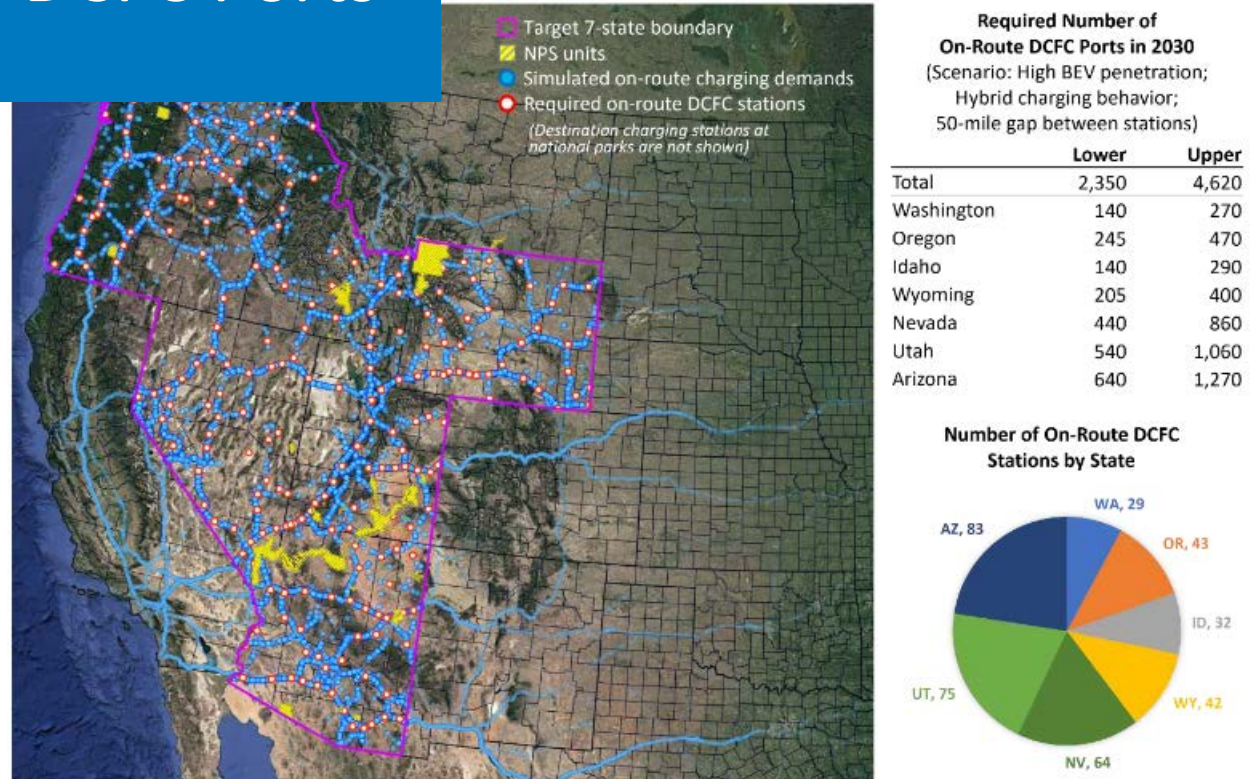 DCFC Ports
Target 7-state boundary
NPS units
Simulated on-route charging demands
Required on-route DCFC stations
(Destination charging stations at
national parks are not shown)
Required Number of
On-Route DCFC Ports in 2030
(Scenario: High BEV penetration;
Hybrid charging behavior;
50-mile gap between stations)
Lower Upper
Total 2,350 4,620
Washington 140 270
Oregon 245 470
Idaho 140 290
Wyoming 205 400
Nevada 440 860
Utah 540 1,060
Arizona 640 1,270
Number of On-Route DCFC
Stations by State
WA, 29
AZ, 83
OR, 43
ID, 32
UT, 75
WY, 42
NV, 64